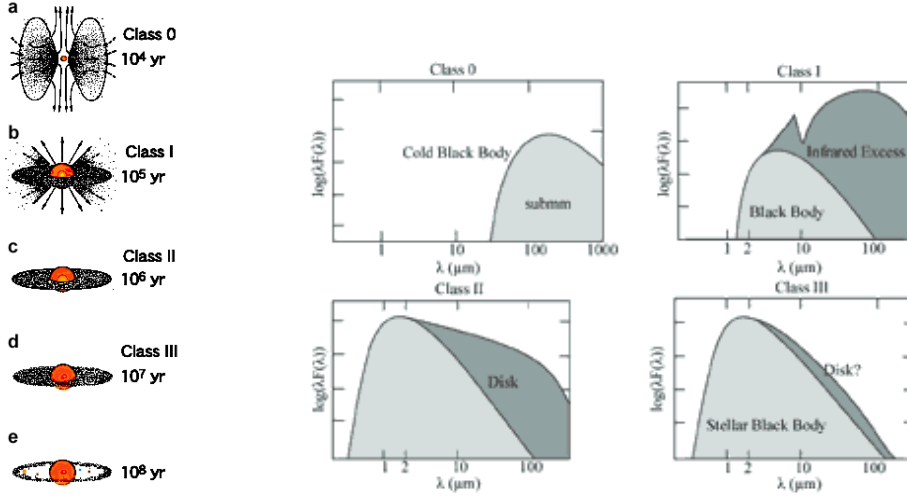 a
Class 0
10⁴ yr
b
Class I
10⁵ yr
c
Class II
10⁶ yr
d
Class III
10⁷ yr
e
10⁸ yr
Class 0
log(λF(λ))
Cold Black Body
submm
1 10 100 1000
λ (μm)
Class I
log(λF(λ))
Infrared Excess
Black Body
1 2 10 100
λ (μm)
Class II
log(λF(λ))
Disk
1 2 10 100
λ (μm)
Class III
log(λF(λ))
Disk?
Stellar Black Body
1 2 10 100
λ (μm)